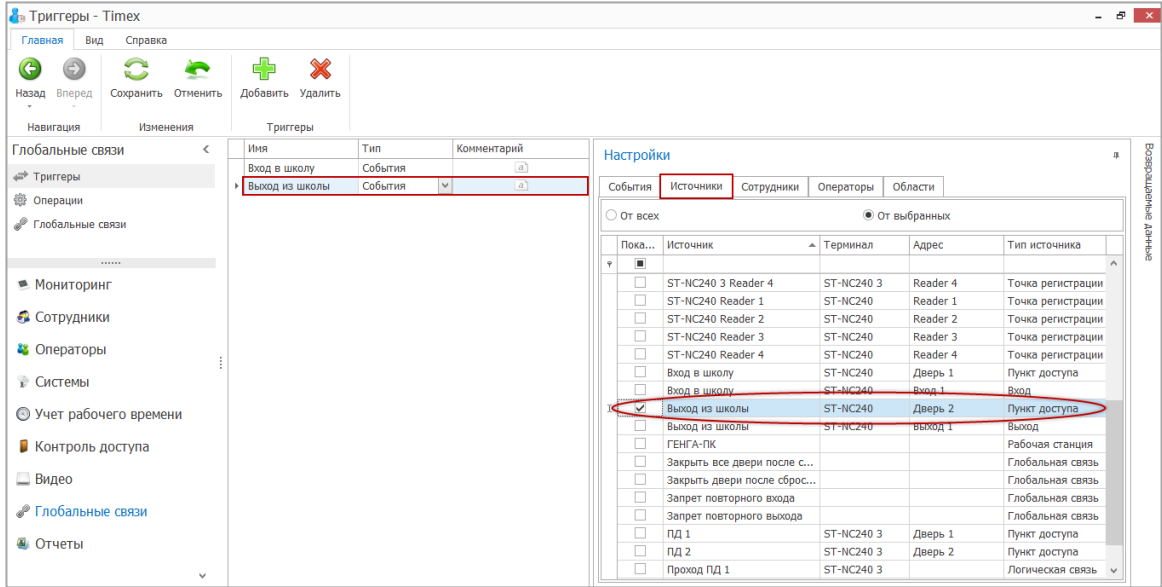 Триггеры - Timex
Главная Вид Справка
Назад Вперед Сохранить Отменить Добавить Удалить
Навигация Изменения Триггеры
Глобальные связи
Триггеры
Операции
Глобальные связи
Мониторинг
Сотрудники
Операторы
Системы
Учет рабочего времени
Контроль доступа
Видео
Глобальные связи
Отчеты
Имя Тип Комментарий
Вход в школу События
Выход из школы События
Настройки
События Источники Сотрудники Операторы Области
От всех От выбранных
Пока... Источник Терминал Адрес Тип источника
ST-NC240 3 Reader 4 ST-NC240 3 Reader 4 Точка регистрации
ST-NC240 Reader 1 ST-NC240 Reader 1 Точка регистрации
ST-NC240 Reader 2 ST-NC240 Reader 2 Точка регистрации
ST-NC240 Reader 3 ST-NC240 Reader 3 Точка регистрации
ST-NC240 Reader 4 ST-NC240 Reader 4 Точка регистрации
Вход в школу ST-NC240 Дверь 1 Пункт доступа
Вход в школу ST-NC240 Вход 1 Вход
Выход из школы ST-NC240 Дверь 2 Пункт доступа
Выход из школы ST-NC240 Выход 1 Выход
ГЕНГА-ПК Рабочая станция
Закрыть все двери после с... Глобальная связь
Закрыть двери после сброс... Глобальная связь
Запрет повторного входа Глобальная связь
Запрет повторного выхода Глобальная связь
ПД 1 ST-NC240 3 Дверь 1 Пункт доступа
ПД 2 ST-NC240 3 Дверь 2 Пункт доступа
Проход ПД 1 ST-NC240 3 Логическая связь
Возвращаемые данные